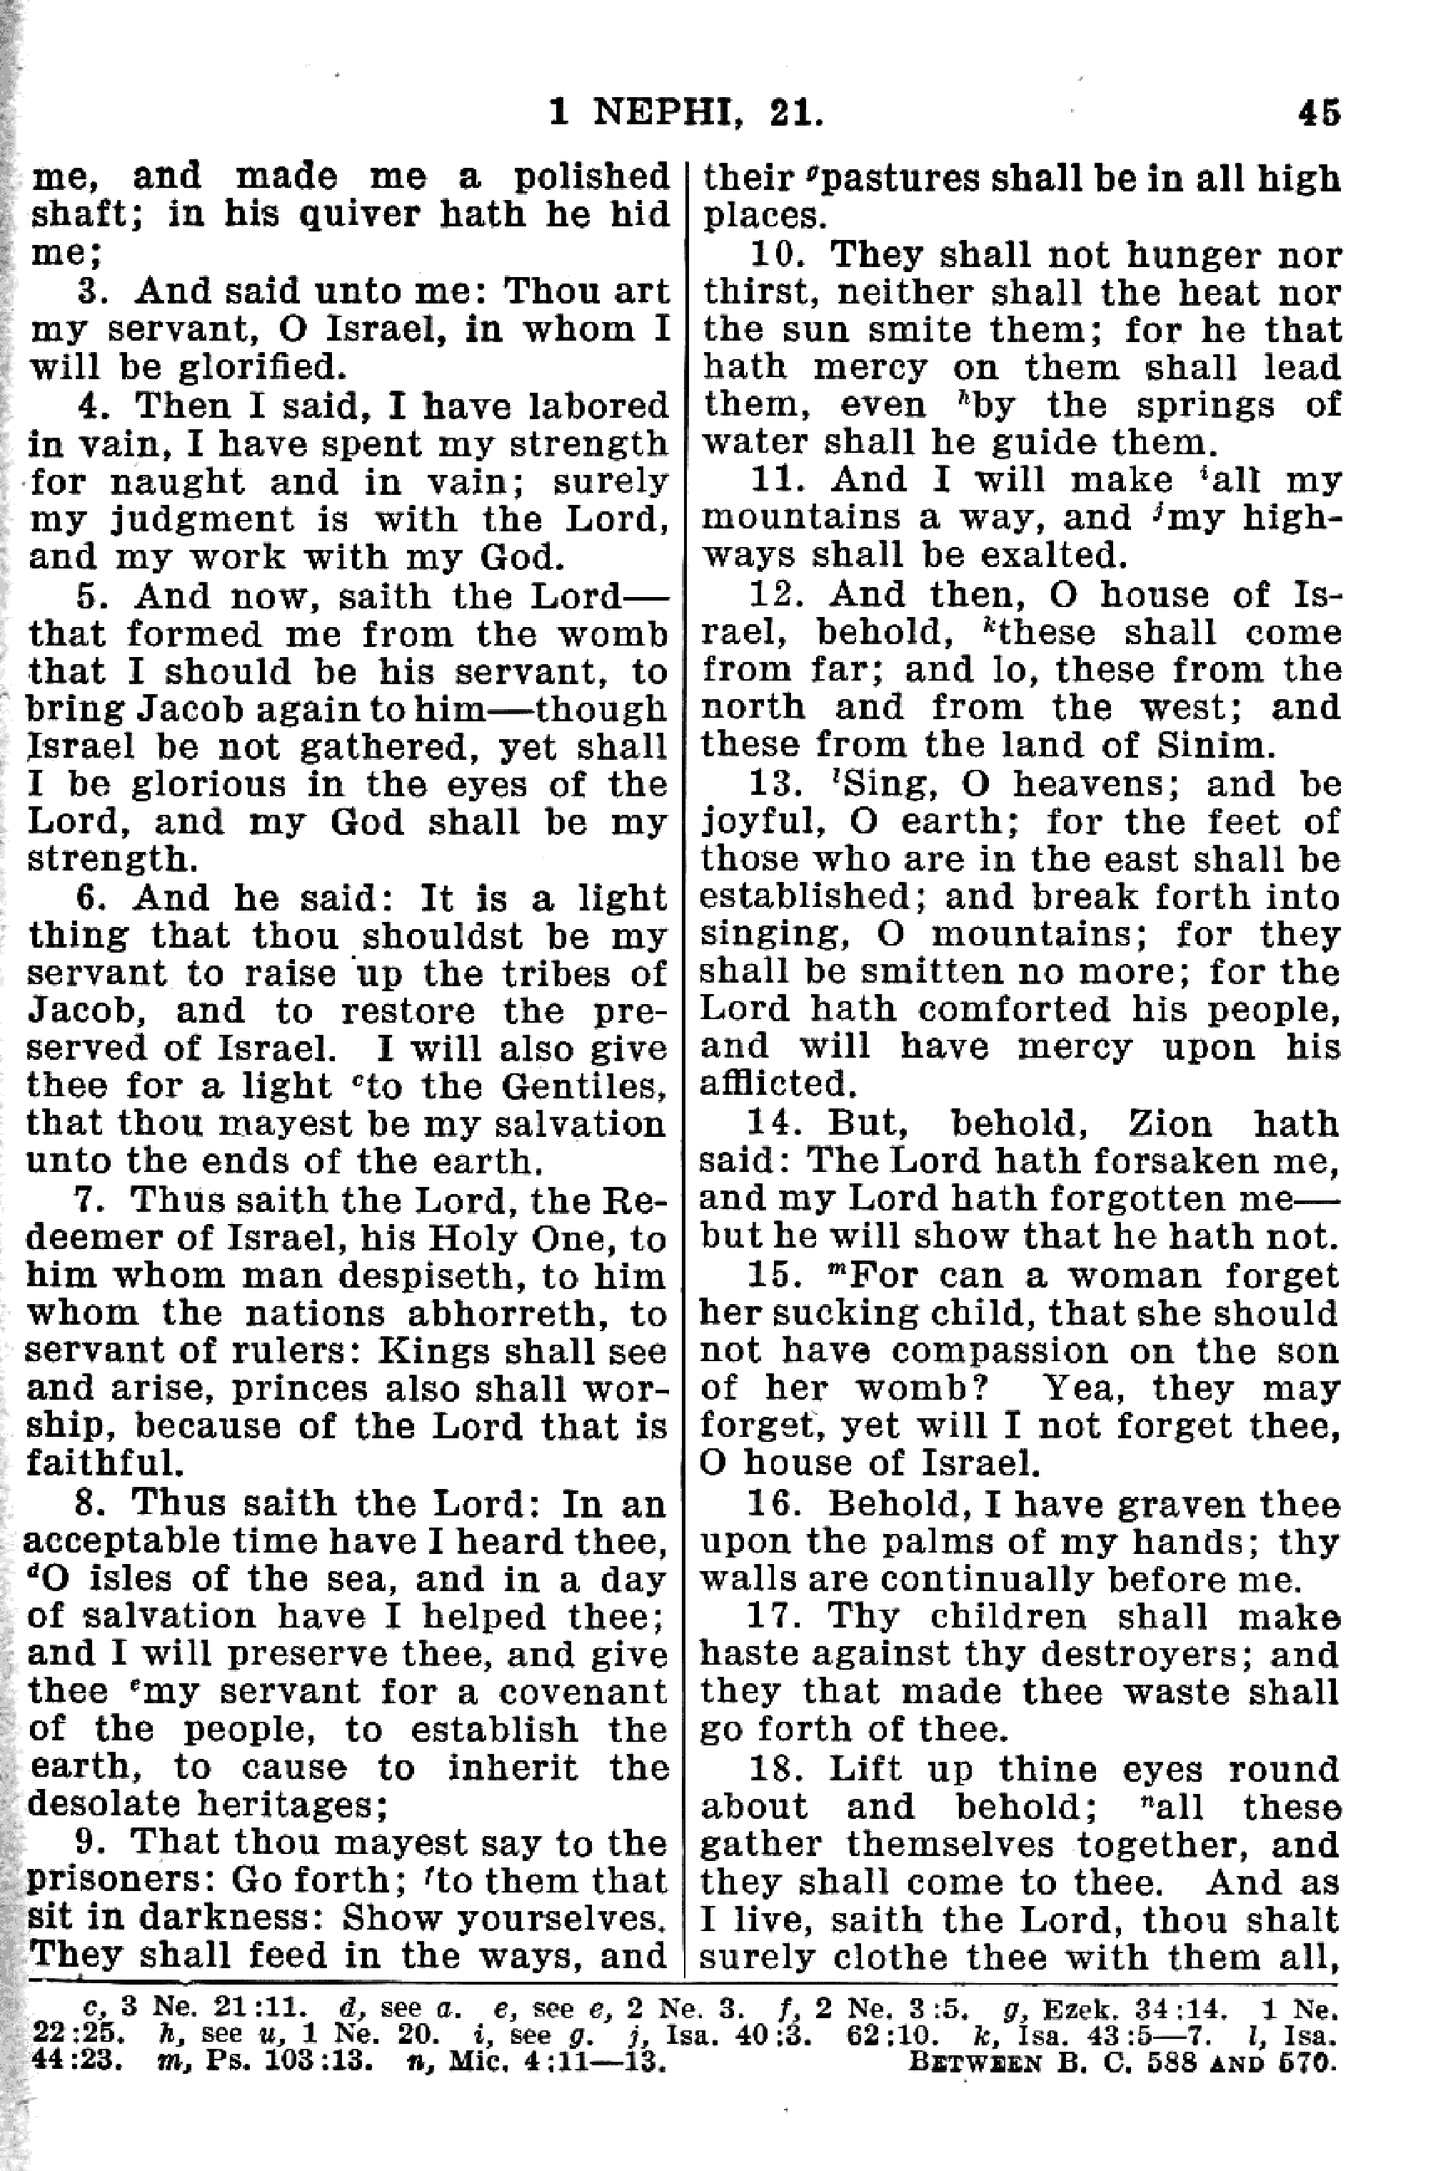 1 NEPHI, 21.
45
me, and made me a polished
shaft; in his quiver hath he hid
me;
3. And said unto me: Thou art
my servant, O Israel, in whom I
will be glorified.
4. Then I said, I have labored
in vain, I have spent my strength
for naught and in vain; surely
my judgment is with the Lord,
and my work with my God.
5. And now, saith the Lord—
that formed me from the womb
that I should be his servant, to
bring Jacob again to him—though
Israel be not gathered, yet shall
I be glorious in the eyes of the
Lord, and my God shall be my
strength.
6. And he said: It is a light
thing that thou shouldst be my
servant to raise up the tribes of
Jacob, and to restore the pre-
served of Israel. I will also give
thee for a light cto the Gentiles,
that thou mayest be my salvation
unto the ends of the earth.
7. Thus saith the Lord, the Re-
deemer of Israel, his Holy One, to
him whom man despiseth, to him
whom the nations abhorreth, to
servant of rulers: Kings shall see
and arise, princes also shall wor-
ship, because of the Lord that is
faithful.
8. Thus saith the Lord: In an
acceptable time have I heard thee,
dO isles of the sea, and in a day
of salvation have I helped thee;
and I will preserve thee, and give
thee emy servant for a covenant
of the people, to establish the
earth, to cause to inherit the
desolate heritages;
9. That thou mayest say to the
prisoners: Go forth; fto them that
sit in darkness: Show yourselves.
They shall feed in the ways, and
their gpastures shall be in all high
places.
10. They shall not hunger nor
thirst, neither shall the heat nor
the sun smite them; for he that
hath mercy on them shall lead
them, even hby the springs of
water shall he guide them.
11. And I will make iall my
mountains a way, and jmy high-
ways shall be exalted.
12. And then, O house of Is-
rael, behold, kthese shall come
from far; and lo, these from the
north and from the west; and
these from the land of Sinim.
13. lSing, O heavens; and be
joyful, O earth; for the feet of
those who are in the east shall be
established; and break forth into
singing, O mountains; for they
shall be smitten no more; for the
Lord hath comforted his people,
and will have mercy upon his
afflicted.
14. But, behold, Zion hath
said: The Lord hath forsaken me,
and my Lord hath forgotten me—
but he will show that he hath not.
15. mFor can a woman forget
her sucking child, that she should
not have compassion on the son
of her womb? Yea, they may
forget, yet will I not forget thee,
O house of Israel.
16. Behold, I have graven thee
upon the palms of my hands; thy
walls are continually before me.
17. Thy children shall make
haste against thy destroyers; and
they that made thee waste shall
go forth of thee.
18. Lift up thine eyes round
about and behold; nall these
gather themselves together, and
they shall come to thee. And as
I live, saith the Lord, thou shalt
surely clothe thee with them all,
c, 3 Ne. 21:11. d, see a. e, see e, 2 Ne. 3. f, 2 Ne. 3:5. g, Ezek. 34:14. 1 Ne.
22:25. h, see u, 1 Ne. 20. i, see g. j, Isa. 40:3. 62:10. k, Isa. 43:5—7. l, Isa.
44:23. m, Ps. 103:13. n, Mic. 4:11—13. BETWEEN B. C. 588 AND 570.